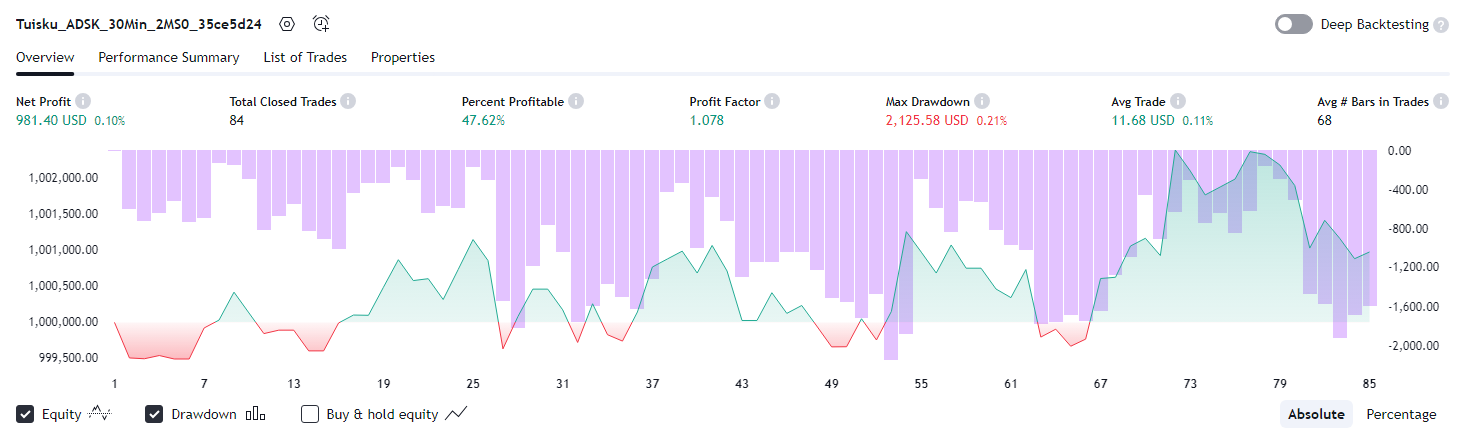 Tuisku_ADSK_30Min_2MS0_35ce5d24 Deep Backtesting ?
Overview Performance Summary List of Trades Properties
Net Profit i Total Closed Trades i Percent Profitable i Profit Factor i Max Drawdown i Avg Trade i Avg # Bars in Trades i
981.40 USD 0.10% 84 47.62% 1.078 2,125.58 USD 0.21% 11.68 USD 0.11% 68
0.00
1,002,000.00
-400.00
1,001,500.00
-800.00
1,001,000.00
-1,200.00
1,000,500.00
-1,600.00
1,000,000.00
-2,000.00
999,500.00
1 7 13 19 25 31 37 43 49 55 61 67 73 79 85
Equity Drawdown Buy & hold equity Absolute Percentage